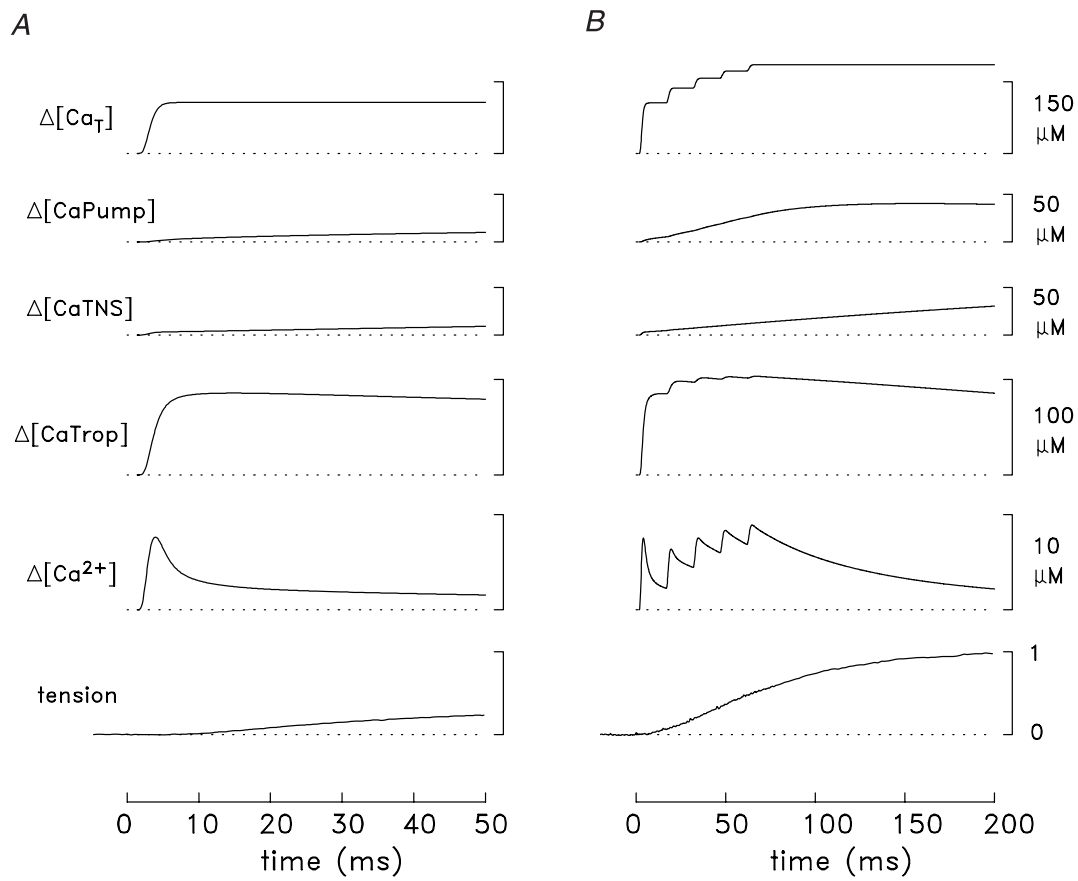 A
B
Δ[CaT]
150
μM
Δ[CaPump]
50
μM
Δ[CaTNS]
50
μM
Δ[CaTrop]
100
μM
Δ[Ca2+]
10
μM
tension
1
0
0 10 20 30 40 50
0 50 100 150 200
time (ms)
time (ms)